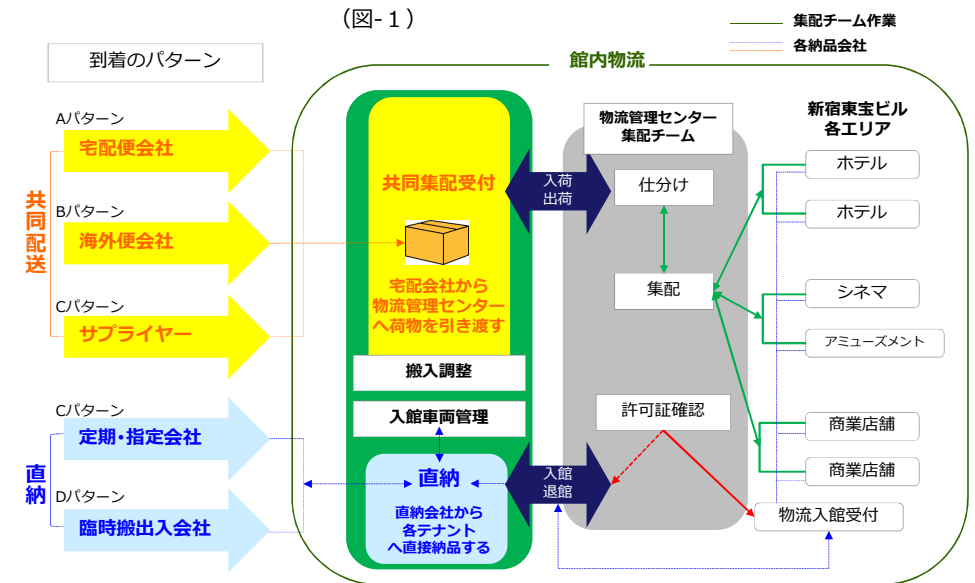 （図-１）
集配チーム作業
各納品会社
到着のパターン
館内物流
Aパターン
宅配便会社
Bパターン
海外便会社
Cパターン
サプライヤー
共同配送
Cパターン
定期・指定会社
Dパターン
臨時搬出入会社
直納
共同集配受付
宅配会社から
物流管理センター
へ荷物を引き渡す
搬入調整
入館車両管理
直納
直納会社から
各テナント
へ直接納品する
入荷
出荷
入館
退館
物流管理センター
集配チーム
仕分け
集配
許可証確認
新宿東宝ビル
各エリア
ホテル
ホテル
シネマ
アミューズメント
商業店舗
商業店舗
物流入館受付